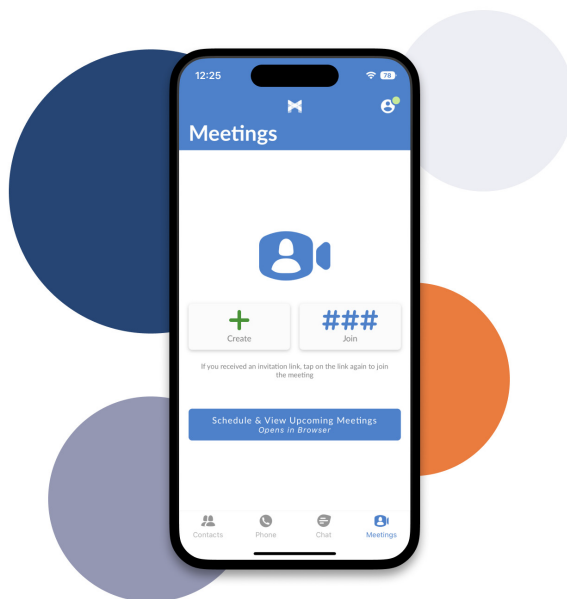 12:25
78
Meetings
Create
###
Join
If you received an invitation link, tap on the link again to join
the meeting
Schedule & View Upcoming Meetings
Opens in Browser
Contacts
Phone
Chat
Meetings